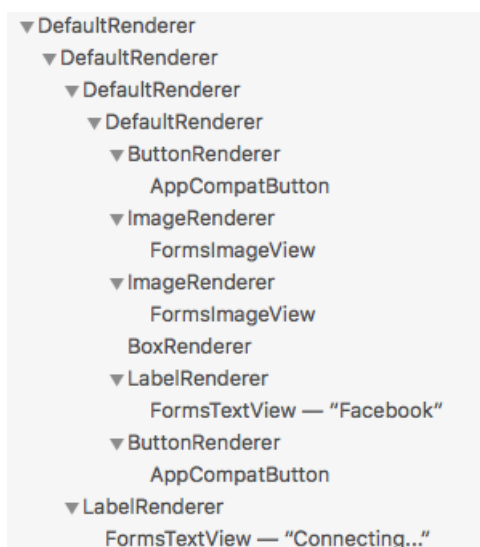 DefaultRenderer
DefaultRenderer
DefaultRenderer
DefaultRenderer
ButtonRenderer
AppCompatButton
ImageRenderer
FormsImageView
ImageRenderer
FormsImageView
BoxRenderer
LabelRenderer
FormsTextView — “Facebook”
ButtonRenderer
AppCompatButton
LabelRenderer
FormsTextView — “Connecting...”